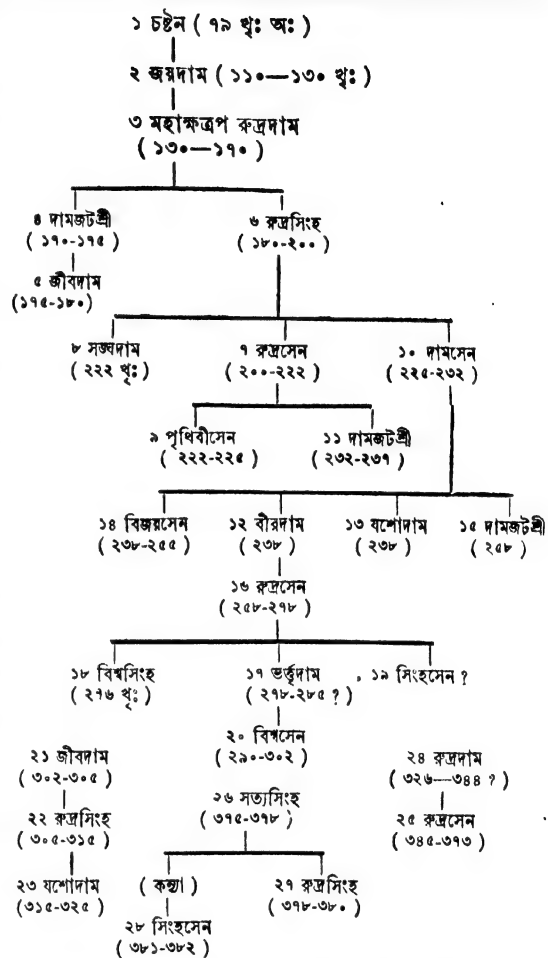 ১ চষ্টন ( ৭৯ খৃঃ অঃ )
২ জয়দাম ( ১১০—১৩০ খৃঃ )
৩ মহাক্ষত্রপ রুদ্রদাম
( ১৩০—১৭০ )
৪ দামজটশ্রী
( ১৭০-১৭৫ )
৬ রুদ্রসিংহ
( ১৮০-২০০ )
৫ জীবদাম
(১৭৫-১৮০)
৮ সঙ্ঘদাম
( ২২২ খৃঃ )
৭ রুদ্রসেন
( ২০০-২২২ )
১০ দামসেন
( ২২৫-২৩২ )
৯ পৃথিবীসেন
( ২২২-২২৫ )
১১ দামজটশ্রী
( ২৩২-২৩৭ )
১৪ বিজয়সেন
( ২৩৮-২৫৫ )
১২ বীরদাম
( ২৩৮ )
১৩ যশোদাম
( ২৩৮ )
১৫ দামজটশ্রী
( ২৫৮ )
১৬ রুদ্রসেন
( ২৫৮-২৭৮ )
১৮ বিশ্বসিংহ
( ২৭৬ খৃঃ )
১৭ ভর্ত্তৃদাম
( ২৭৮-২৮৫ ? )
১৯ সিংহসেন ?
২০ বিশ্বসেন
( ২৯০-৩০২ )
২১ জীবদাম
( ৩০২-৩০৫ )
২৪ রুদ্রদাম
( ৩২৬—৩৪৪ ? )
২২ রুদ্রসিংহ
( ৩০৫-৩১৫ )
২৬ সত্যসিংহ
( ৩৭৫-৩৭৮ )
২৫ রুদ্রসেন
( ৩৪৫-৩৭৩ )
২৩ যশোদাম
( ৩১৫-৩২৫ )
( কন্যা )
২৭ রুদ্রসিংহ
( ৩৭৮-৩৮০ )
২৮ সিংহসেন
( ৩৮১-৩৮২ )